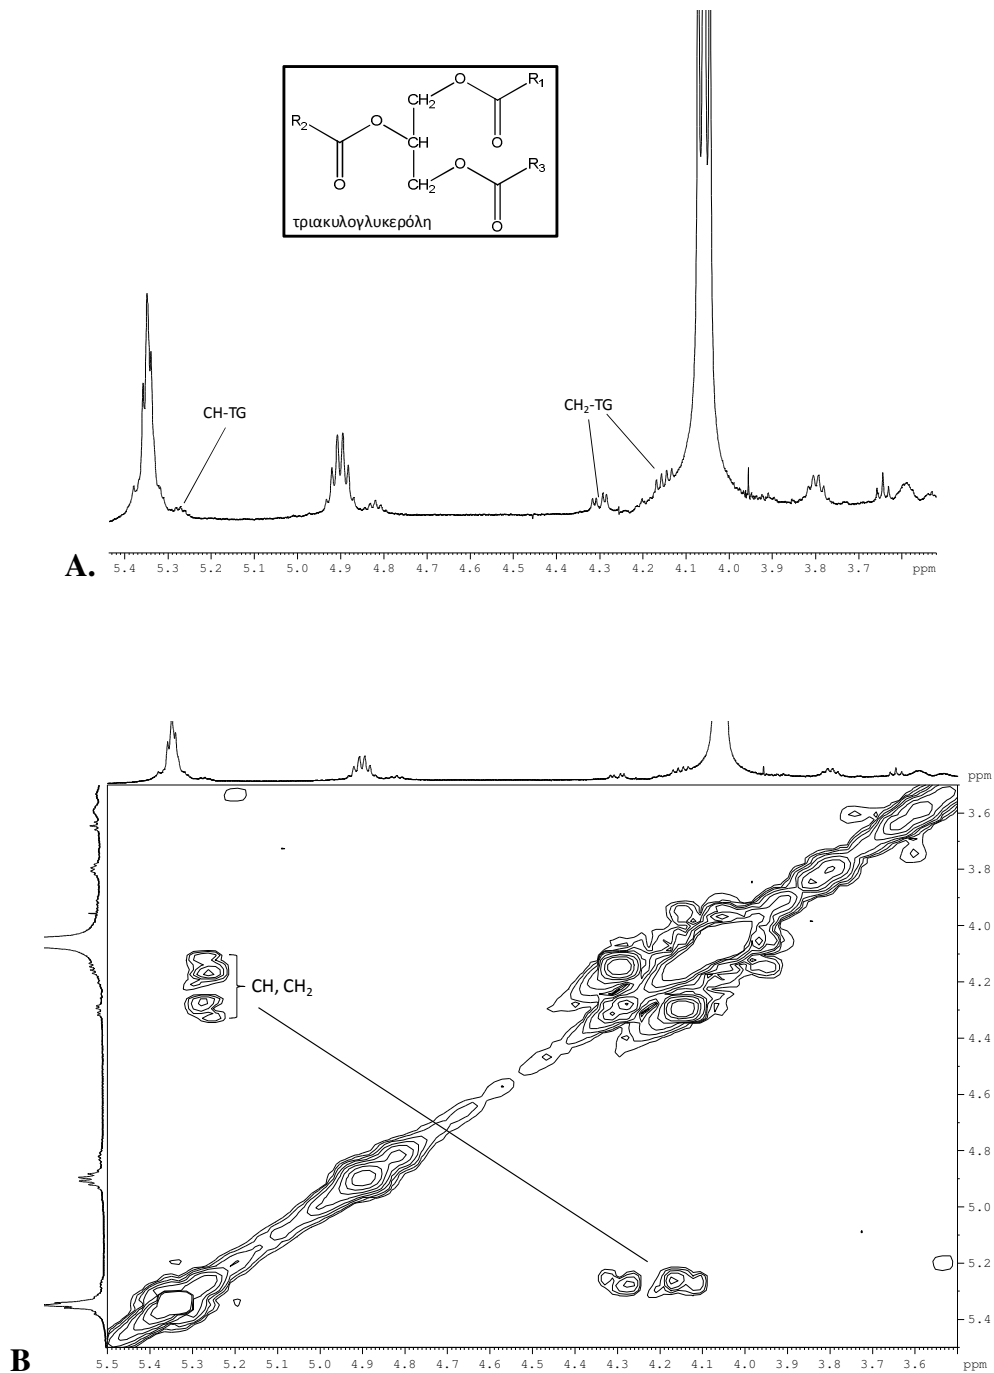 O R₁
CH₂
R₂ O CH O
O R₃
O CH₂
τριακυλογλυκερόλη O
CH-TG
CH₂-TG
A. 5.4 5.3 5.2 5.1 5.0 4.9 4.8 4.7 4.6 4.5 4.4 4.3 4.2 4.1 4.0 3.9 3.8 3.7 ppm
ppm
3.6
3.8
4.0
4.2
CH, CH₂
4.4
4.6
4.8
5.0
5.2
5.4
B 5.5 5.4 5.3 5.2 5.1 5.0 4.9 4.8 4.7 4.6 4.5 4.4 4.3 4.2 4.1 4.0 3.9 3.8 3.7 3.6 ppm